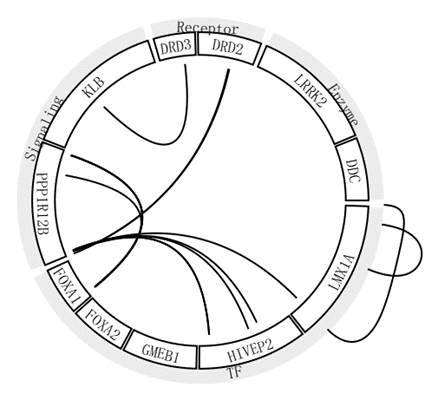 Receptor
DRD3
DRD2
KLB
LRRK2
Enzyme
Signaling
DDC
PPP1R12B
LMX1A
FOXA1
FOXA2
GMEB1
HIVEP2
TF